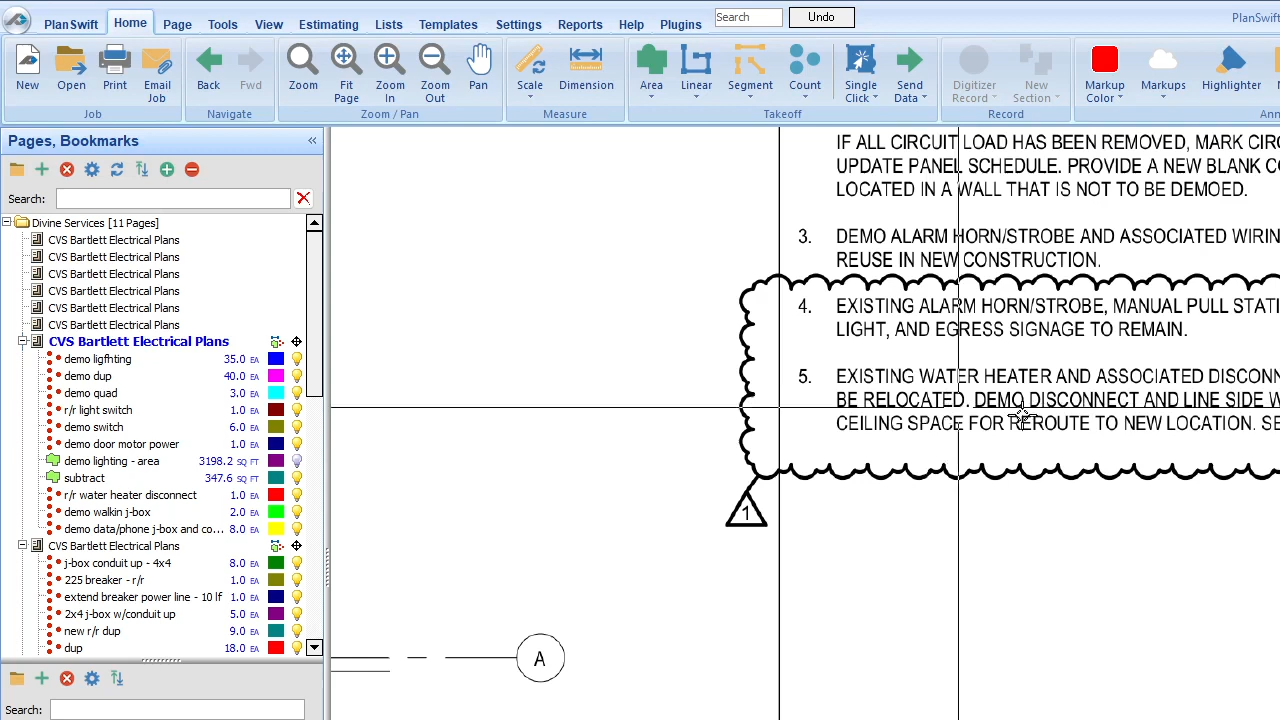 PlanSwift Home Page Tools View Estimating Lists Templates Settings Reports Help Plugins Search Undo PlanSwift
New Open Print Email Job Back Fwd Zoom Fit Page Zoom In Zoom Out Pan Scale Dimension Area Linear Segment Count Single Click Send Data Digitizer Record New Section Markup Color Markups Highlighter
Job Navigate Zoom / Pan Measure Takeoff Record
Pages, Bookmarks
Search:
Divine Services [11 Pages]
CVS Bartlett Electrical Plans
CVS Bartlett Electrical Plans
CVS Bartlett Electrical Plans
CVS Bartlett Electrical Plans
CVS Bartlett Electrical Plans
CVS Bartlett Electrical Plans
CVS Bartlett Electrical Plans
demo ligfhting 35.0 EA
demo dup 40.0 EA
demo quad 3.0 EA
r/r light switch 1.0 EA
demo switch 6.0 EA
demo door motor power 1.0 EA
demo lighting - area 3198.2 SQ FT
subtract 347.6 SQ FT
r/r water heater disconnect 1.0 EA
demo walkin j-box 2.0 EA
demo data/phone j-box and co... 8.0 EA
CVS Bartlett Electrical Plans
j-box conduit up - 4x4 8.0 EA
225 breaker - r/r 1.0 EA
extend breaker power line - 10 lf 1.0 EA
2x4 j-box w/conduit up 5.0 EA
new r/r dup 9.0 EA
dup 18.0 EA
Search:
IF ALL CIRCUIT LOAD HAS BEEN REMOVED, MARK
UPDATE PANEL SCHEDULE. PROVIDE A NEW BLANK
LOCATED IN A WALL THAT IS NOT TO BE DEMOED.
3. DEMO ALARM HORN/STROBE AND ASSOCIATED
REUSE IN NEW CONSTRUCTION.
4. EXISTING ALARM HORN/STROBE, MANUAL PULL
LIGHT, AND EGRESS SIGNAGE TO REMAIN.
5. EXISTING WATER HEATER AND ASSOCIATED
BE RELOCATED. DEMO DISCONNECT AND LINE SIDE
CEILING SPACE FOR REROUTE TO NEW LOCATION.
1
A